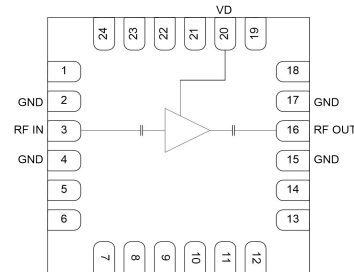 VD
24 23 22 21 20 19
1 18
GND 2 17 GND
RF IN 3 16 RF OUT
GND 4 15 GND
5 14
6 13
7 8 9 10 11 12